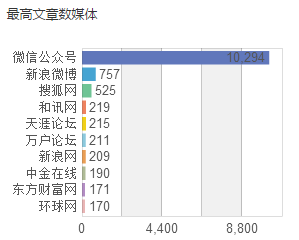 最高文章数媒体
微信公众号 10,294
新浪微博 757
搜狐网 525
和讯网 219
天涯论坛 215
万户论坛 211
新浪网 209
中金在线 190
东方财富网 171
环球网 170
0 4,400 8,800